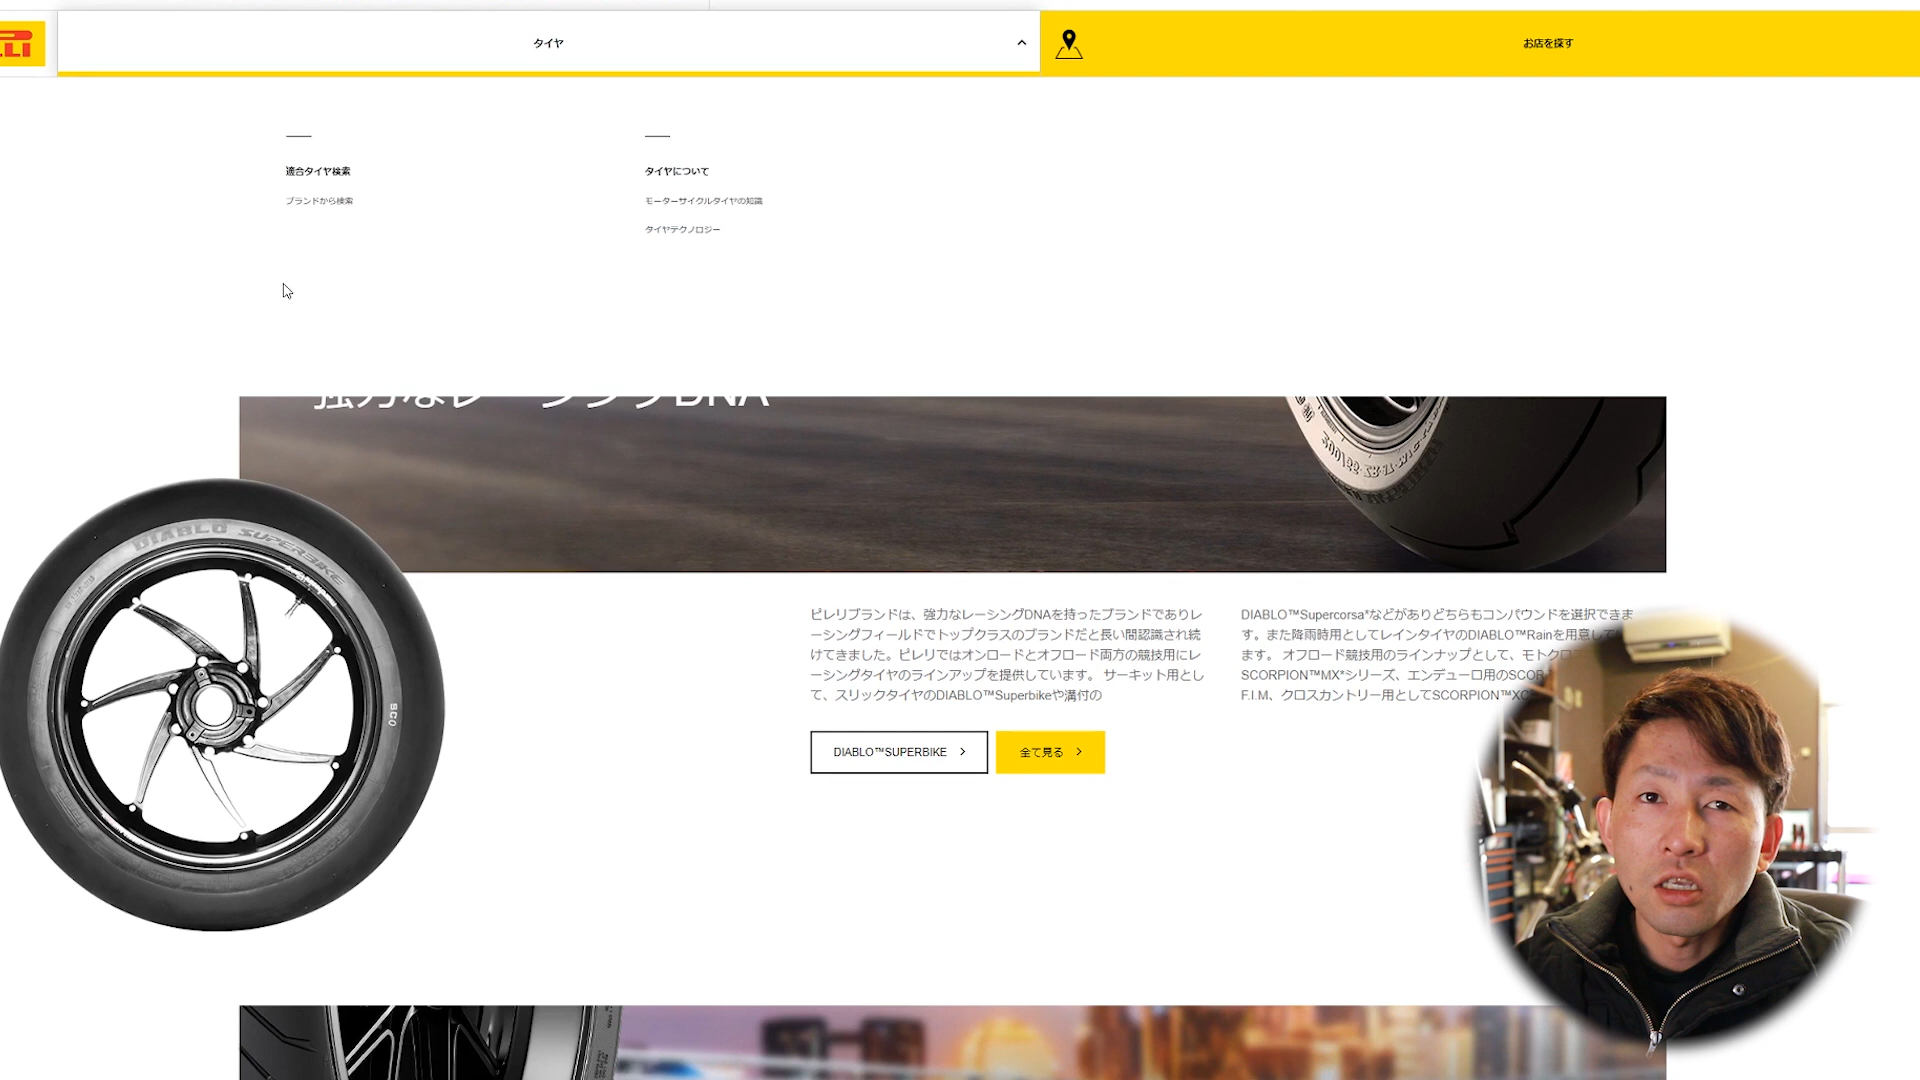 タイヤ
お店を探す
適合タイヤ検索
ブランドから検索
タイヤについて
モーターサイクルタイヤの知識
タイヤテクノロジー
強力なレーシングDNA
DIABLO SUPERBIKE
SC0
ピレリブランドは、強力なレーシングDNAを持ったブランドでありレ
ーシングフィールドでトップクラスのブランドだと長い間認識され続
けてきました。ピレリではオンロードとオフロード両方の競技用にレ
ーシングタイヤのラインアップを提供しています。 サーキット用とし
て、スリックタイヤのDIABLO™Superbikeや溝付の
DIABLO™Supercorsa*などがありどちらもコンパウンドを選択できま
す。また降雨時用としてレインタイヤのDIABLO™Rainを用意して
ます。 オフロード競技用のラインナップとして、モトク
SCORPION™MX*シリーズ、エンデューロ用のSCOR
F.I.M、クロスカントリー用としてSCORPION™XC
DIABLO™SUPERBIKE
全て見る